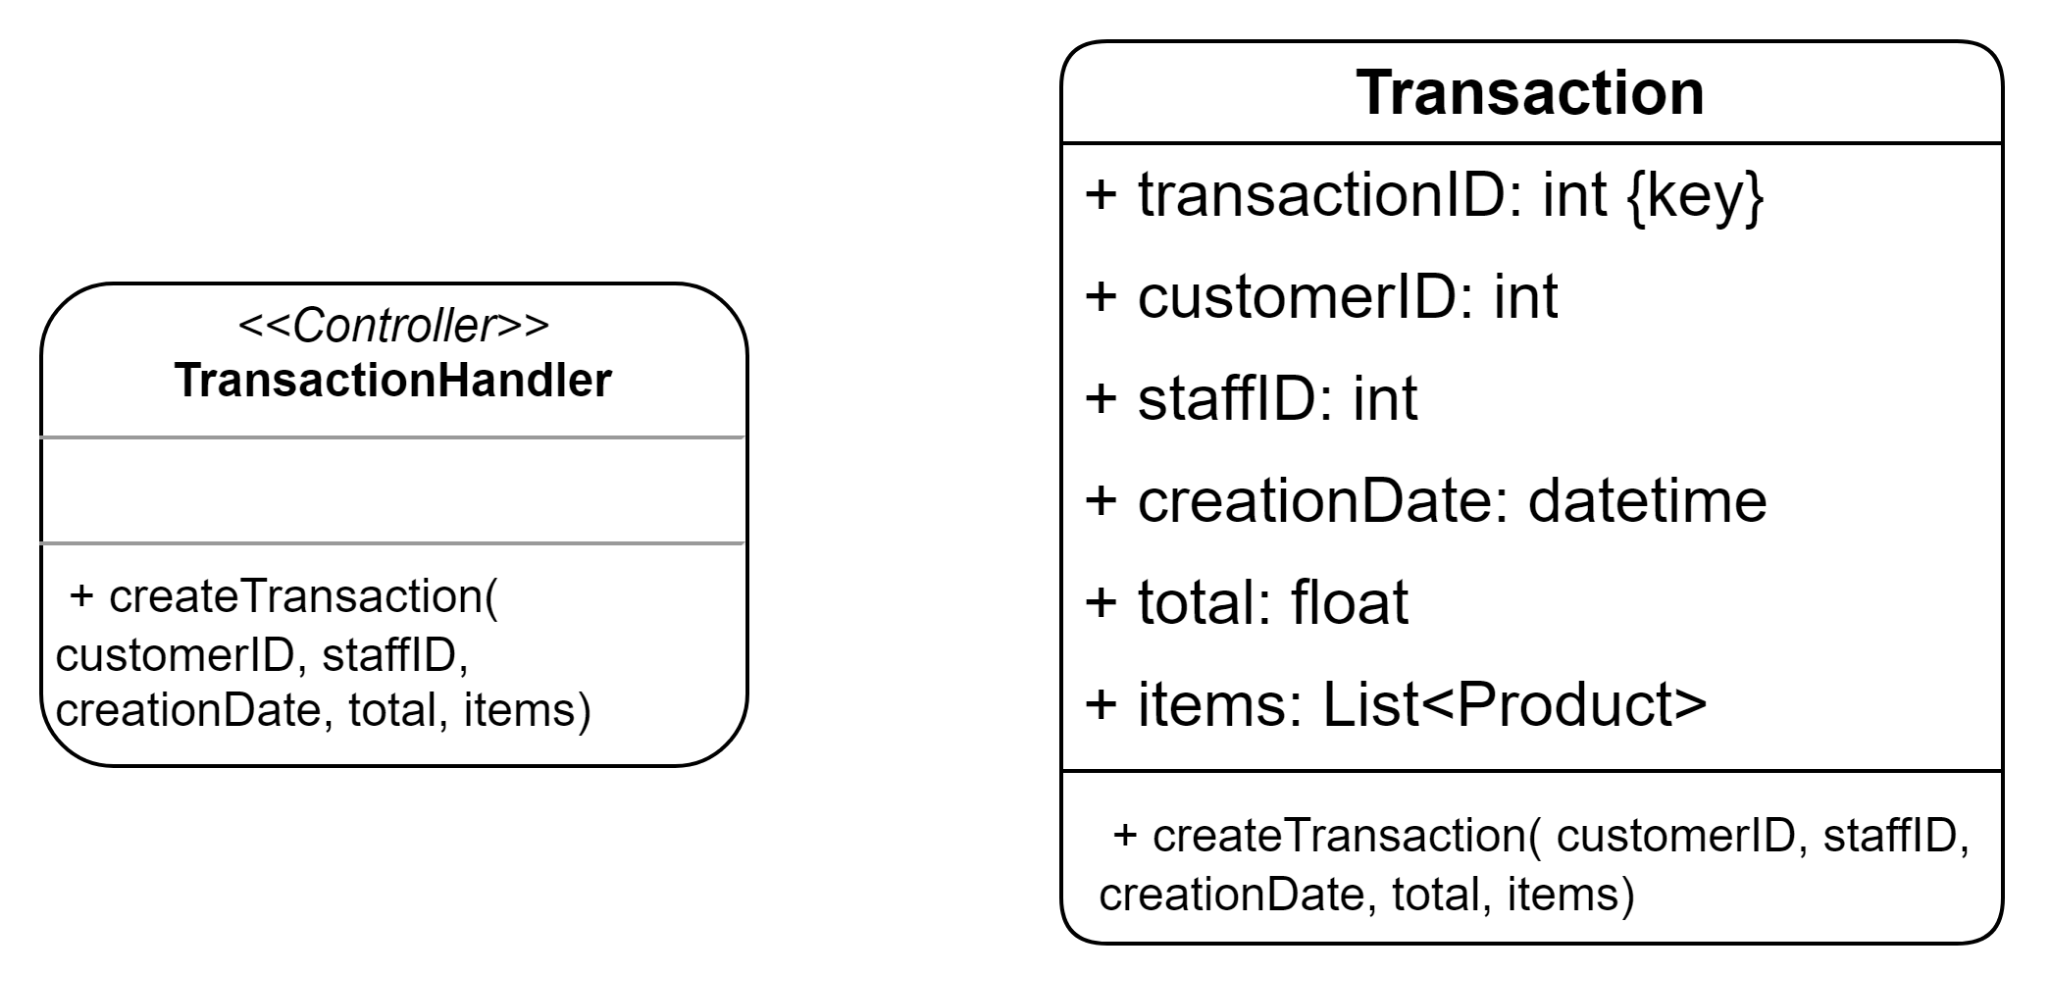 <<Controller>>
TransactionHandler
+ createTransaction(
customerID, staffID,
creationDate, total, items)
Transaction
+ transactionID: int {key}
+ customerID: int
+ staffID: int
+ creationDate: datetime
+ total: float
+ items: List<Product>
+ createTransaction( customerID, staffID,
creationDate, total, items)